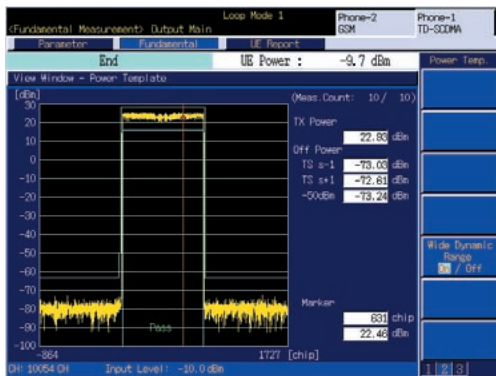 Loop Mode 1
Phone-2
GSM
Phone-1
TD-SCDMA
<Fundamental Measurement> Output Main
Parameter
Fundamental
UE Report
End
UE Power : -9.7 dBm
Power Temp.
View Window - Power Template
[dBm]
(Meas.Count: 10/ 10)
30
20
10
0
-10
-20
-30
-40
-50
-60
-70
-80
-90
-100
TX Power
22.93 dBm
Off Power
TS s-1 -73.03 dBm
TS s+1 -72.61 dBm
-50dBm -73.24 dBm
Wide Dynamic
Range
On / Off
Marker
631 chip
22.46 dBm
Pass
-864
1727 [chip]
CH: 10054 CH
Input Level: -10.0 dBm
1 2 3